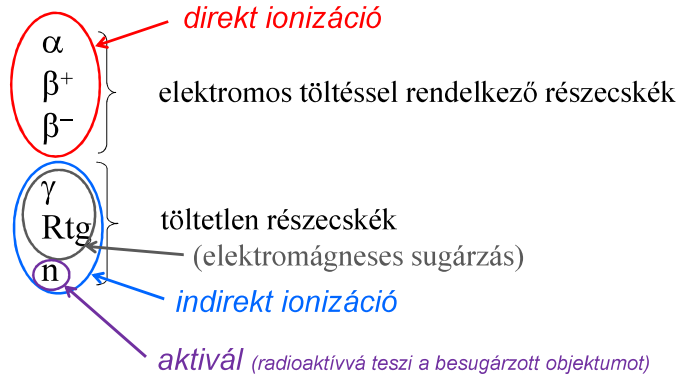 direkt ionizáció
α
β⁺
elektromos töltéssel rendelkező részecskék
β⁻
γ
Rtg
töltetlen részecskék
(elektromágneses sugárzás)
n
indirekt ionizáció
aktivál (radioaktívvá teszi a besugárzott objektumot)